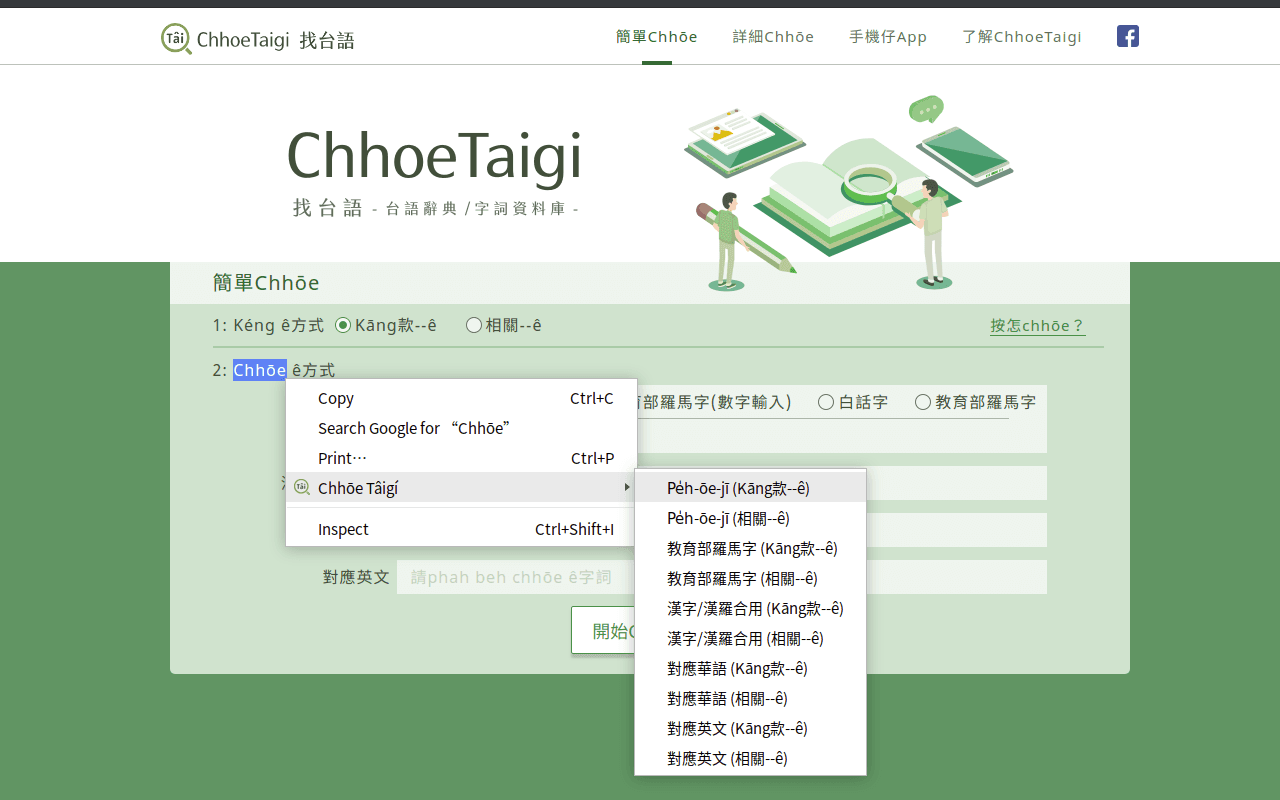 Tâi ChhoeTaigi 找台語
簡單Chhōe 詳細Chhōe 手機仔App 了解ChhoeTaigi
ChhoeTaigi
找台語 - 台語辭典 /字詞資料庫 -
簡單Chhōe
1: Kéng ê方式 Kāng款--ê 相關--ê 按怎chhōe？
2: Chhōe ê方式
育部羅馬字(數字輸入) 白話字 教育部羅馬字
Copy Ctrl+C
Search Google for “Chhōe”
Print… Ctrl+P
Chhōe Tâigí
Inspect Ctrl+Shift+I
Pe̍h-ōe-jī (Kāng款--ê)
Pe̍h-ōe-jī (相關--ê)
教育部羅馬字 (Kāng款--ê)
教育部羅馬字 (相關--ê)
漢字/漢羅合用 (Kāng款--ê)
漢字/漢羅合用 (相關--ê)
對應華語 (Kāng款--ê)
對應華語 (相關--ê)
對應英文 (Kāng款--ê)
對應英文 (相關--ê)
對應英文 請phah beh chhōe ê字詞
開始